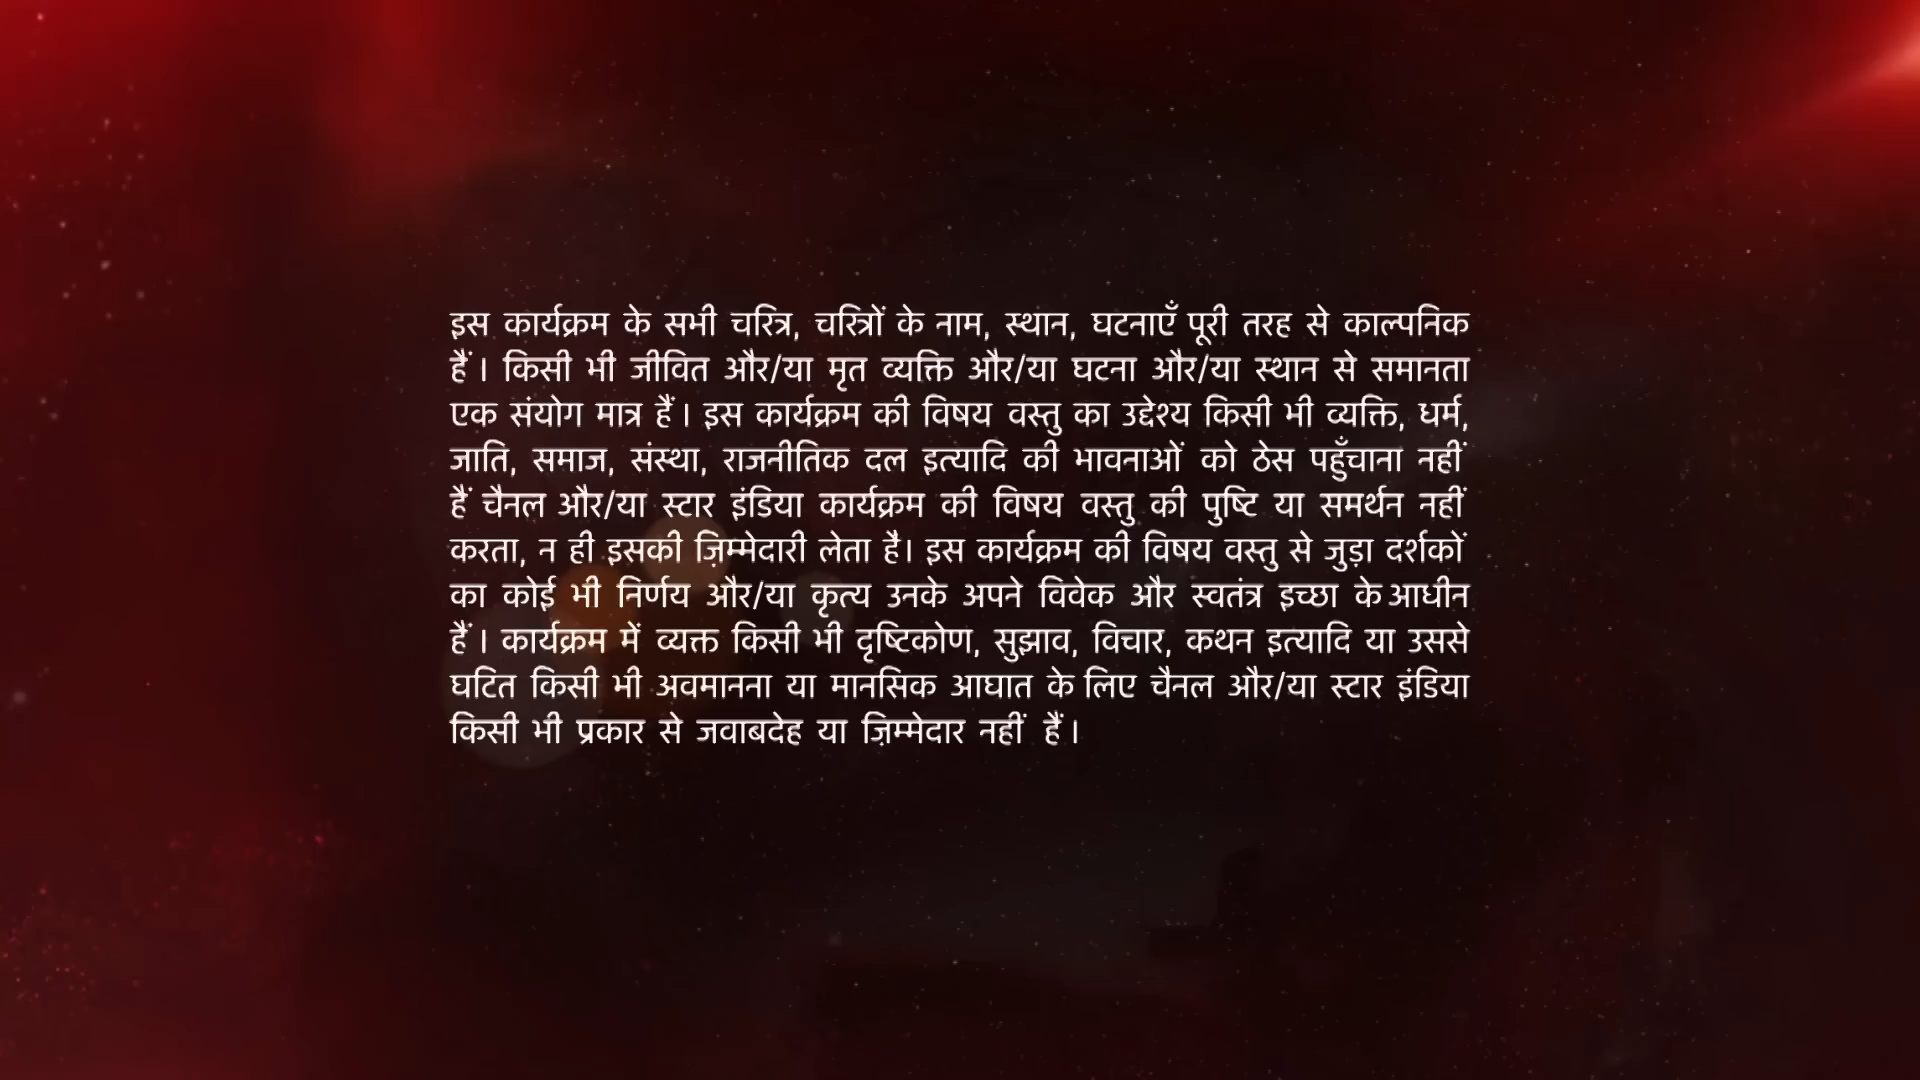 इस कार्यक्रम के सभी चरित्र, चरित्रों के नाम, स्थान, घटनाएँ पूरी तरह से काल्पनिक
हैं । किसी भी जीवित और/या मृत व्यक्ति और/या घटना और/या स्थान से समानता
एक संयोग मात्र हैं । इस कार्यक्रम की विषय वस्तु का उद्देश्य किसी भी व्यक्ति, धर्म,
जाति, समाज, संस्था, राजनीतिक दल इत्यादि की भावनाओं को ठेस पहुँचाना नहीं
हैं चैनल और/या स्टार इंडिया कार्यक्रम की विषय वस्तु की पुष्टि या समर्थन नहीं
करता, न ही इसकी ज़िम्मेदारी लेता है। इस कार्यक्रम की विषय वस्तु से जुड़ा दर्शकों
का कोई भी निर्णय और/या कृत्य उनके अपने विवेक और स्वतंत्र इच्छा के आधीन
हैं । कार्यक्रम में व्यक्त किसी भी दृष्टिकोण, सुझाव, विचार, कथन इत्यादि या उससे
घटित किसी भी अवमानना या मानसिक आघात के लिए चैनल और/या स्टार इंडिया
किसी भी प्रकार से जवाबदेह या ज़िम्मेदार नहीं हैं ।